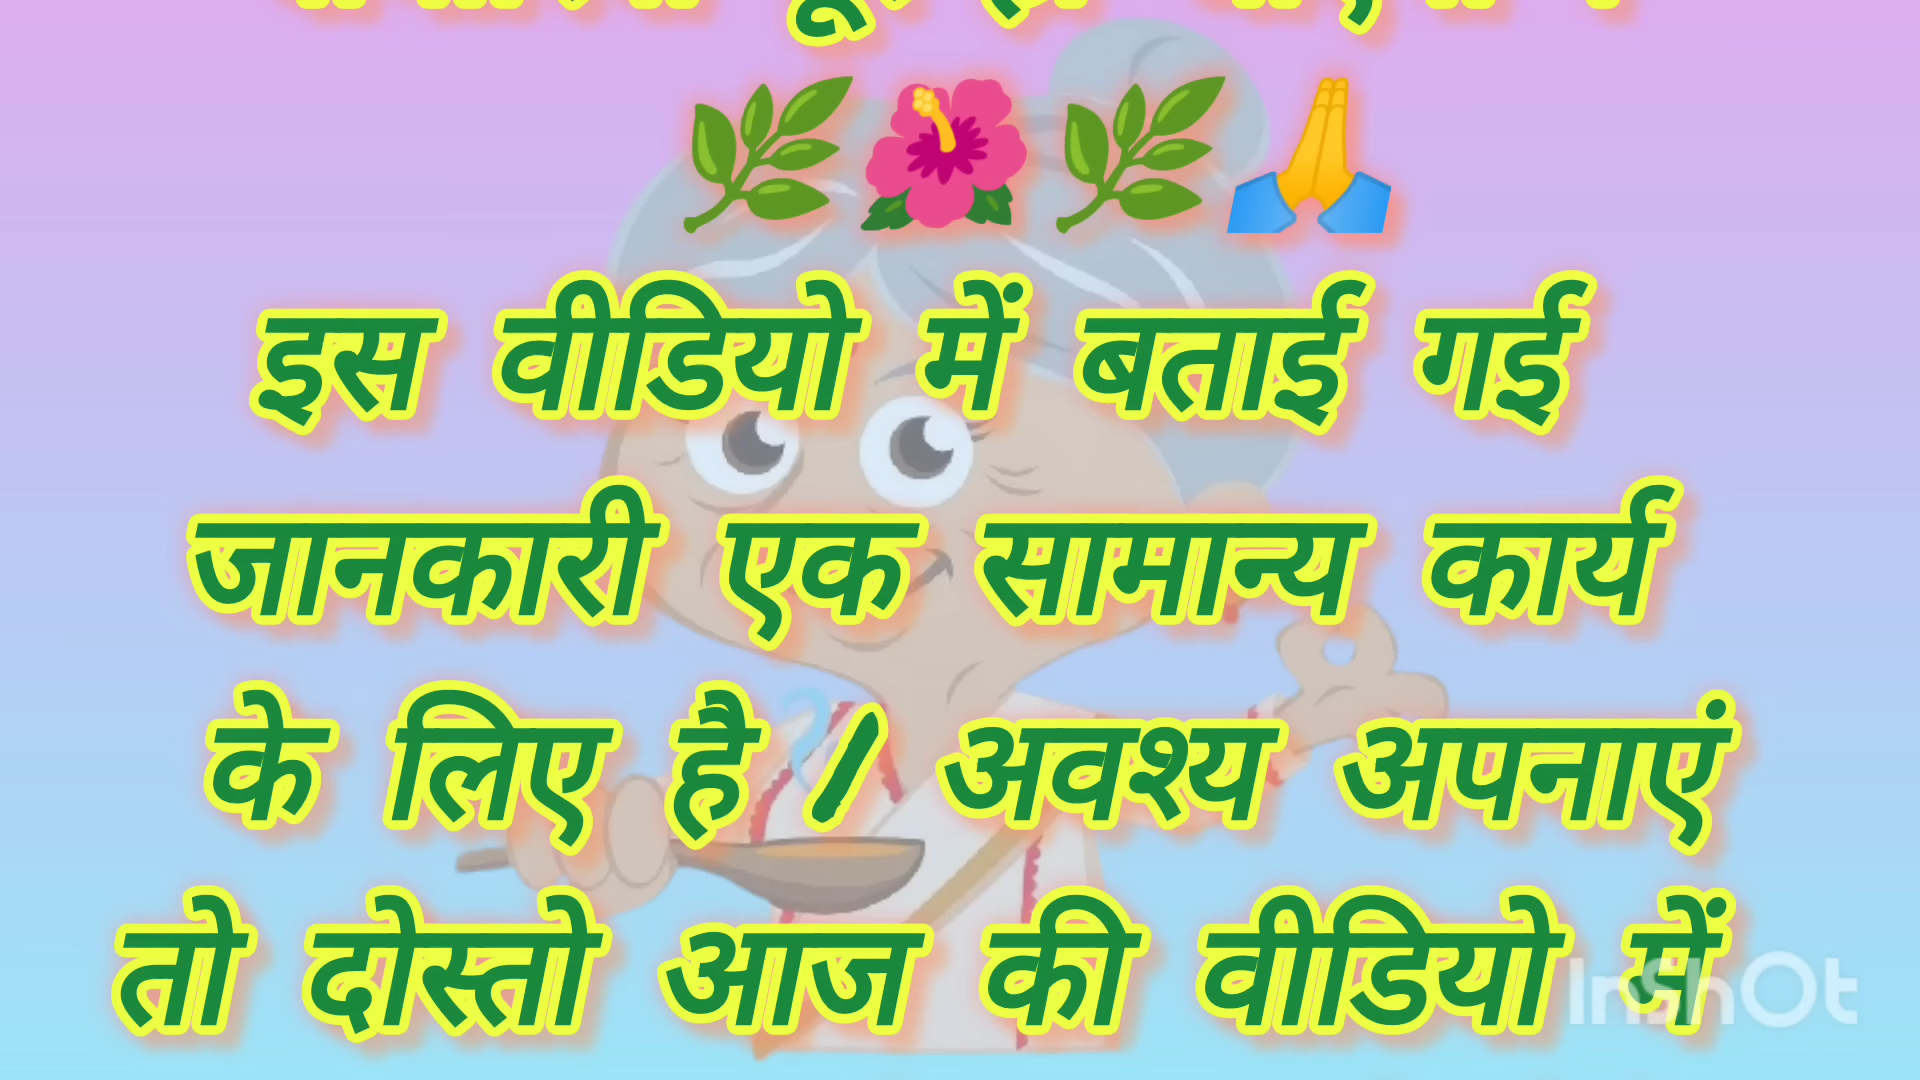 🌿🌺🌿🙏
इस वीडियो में बताई गई
जानकारी एक सामान्य कार्य
के लिए है / अवश्य अपनाएं
तो दोस्तो आज की वीडियो में
InShOt